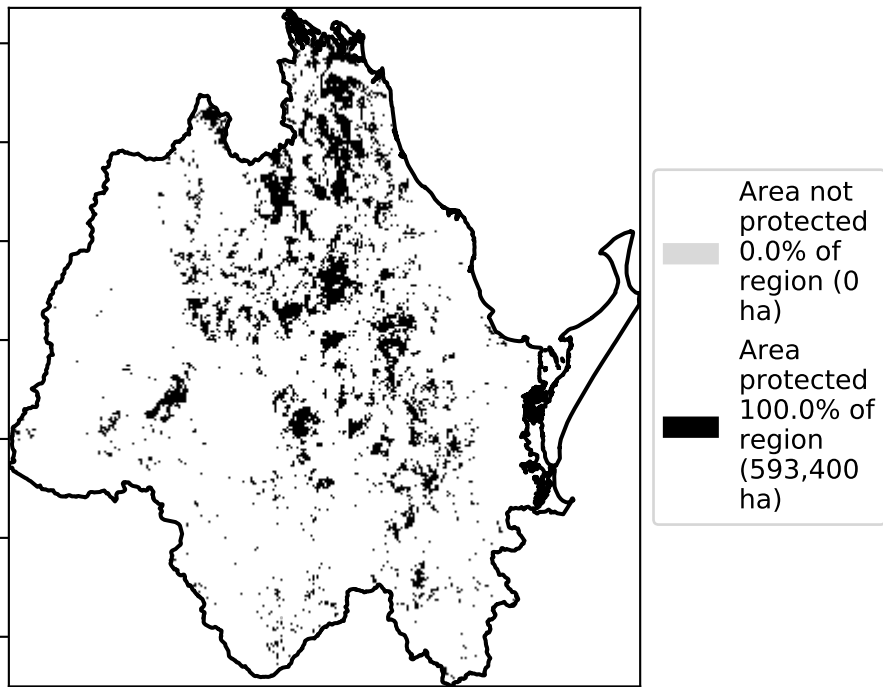 Area not
protected
0.0% of
region (0
ha)
Area
protected
100.0% of
region
(593,400
ha)